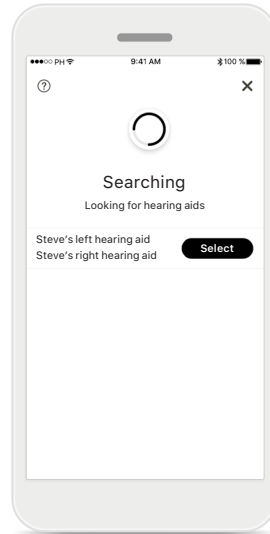 ●●●○○ PH 9:41 AM 100 %
?
Searching
Looking for hearing aids
Steve's left hearing aid
Steve's right hearing aid
Select